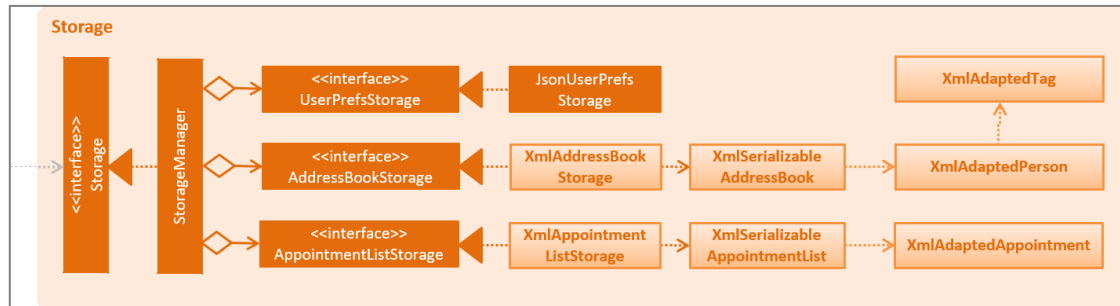 Storage
<<interface>>
Storage
StorageManager
<<interface>>
UserPrefsStorage
JsonUserPrefs
Storage
XmlAdaptedTag
<<interface>>
AddressBookStorage
XmlAddressBook
Storage
XmlSerializable
AddressBook
XmlAdaptedPerson
<<interface>>
AppointmentListStorage
XmlAppointment
ListStorage
XmlSerializable
AppointmentList
XmlAdaptedAppointment